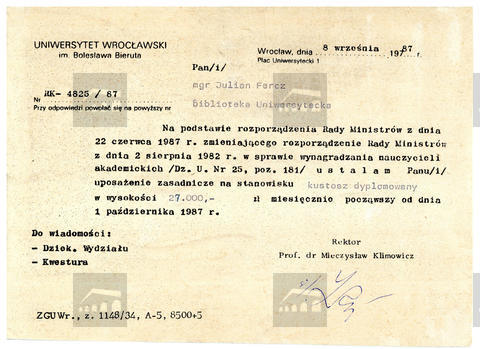 UNIWERSYTET WROCŁAWSKI
im. Bolesława Bieruta
Wrocław, dnia 8 września 1987 r.
Plac Uniwersytecki 1
Nr RK- 4825 / 87
Przy odpowiedzi powołać się na powyższy nr
Pan/i/
mgr Julian Fercz
Biblioteka Uniwersytecka
Na podstawie rozporządzenia Rady Ministrów z dnia
22 czerwca 1987 r. zmieniającego rozporządzenie Rady Ministrów
z dnia 2 sierpnia 1982 r. w sprawie wynagradzania nauczycieli
akademickich /Dz. U. Nr 25, poz. 181/ u s t a l a m Panu/i/
uposażenie zasadnicze na stanowisku kustosz dyplomowany
w wysokości 27.000,- zł miesięcznie począwszy od dnia
1 października 1987 r.
Do wiadomości:
- Dziek. Wydziału
- Kwestura
Rektor
Prof. dr Mieczysław Klimowicz
ZGUWr., z. 1148/34, A-5, 8500+5